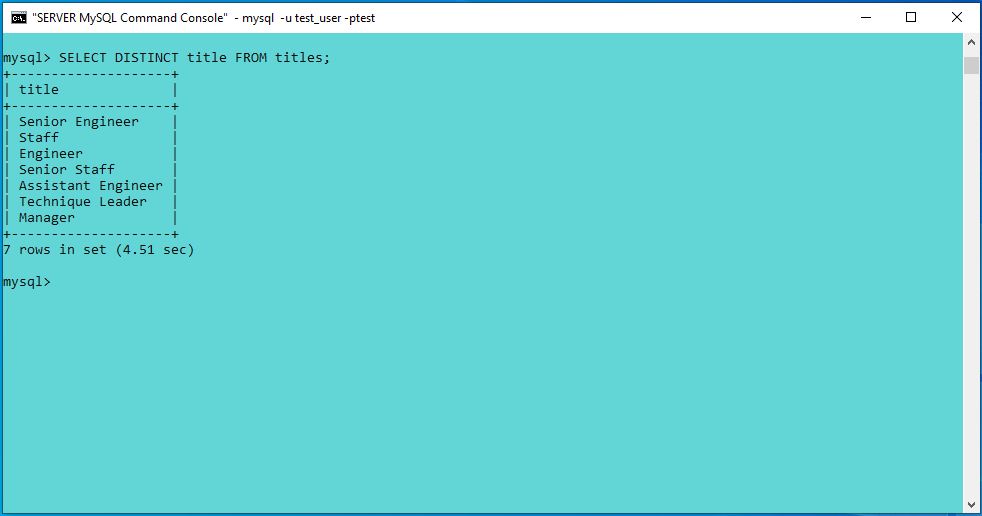 "SERVER MySQL Command Console" - mysql -u test_user -ptest
mysql> SELECT DISTINCT title FROM titles;
+--------------------+
| title              |
+--------------------+
| Senior Engineer    |
| Staff              |
| Engineer           |
| Senior Staff       |
| Assistant Engineer |
| Technique Leader   |
| Manager            |
+--------------------+
7 rows in set (4.51 sec)
mysql>